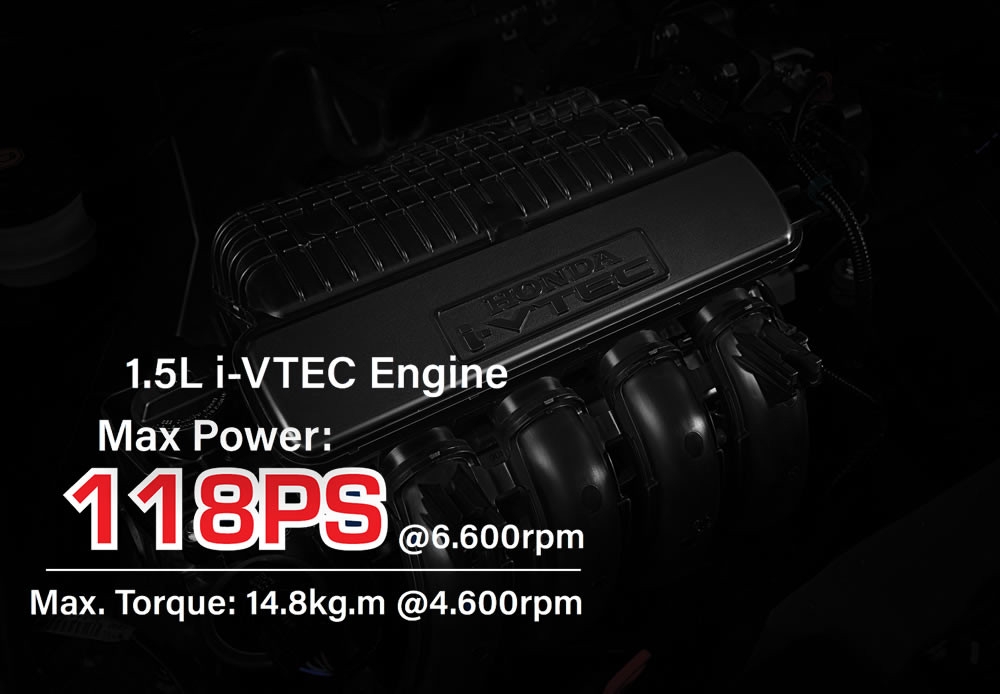 HONDA
i-VTEC
1.5L i-VTEC Engine
Max Power:
118PS @6.600rpm
Max. Torque: 14.8kg.m @4.600rpm